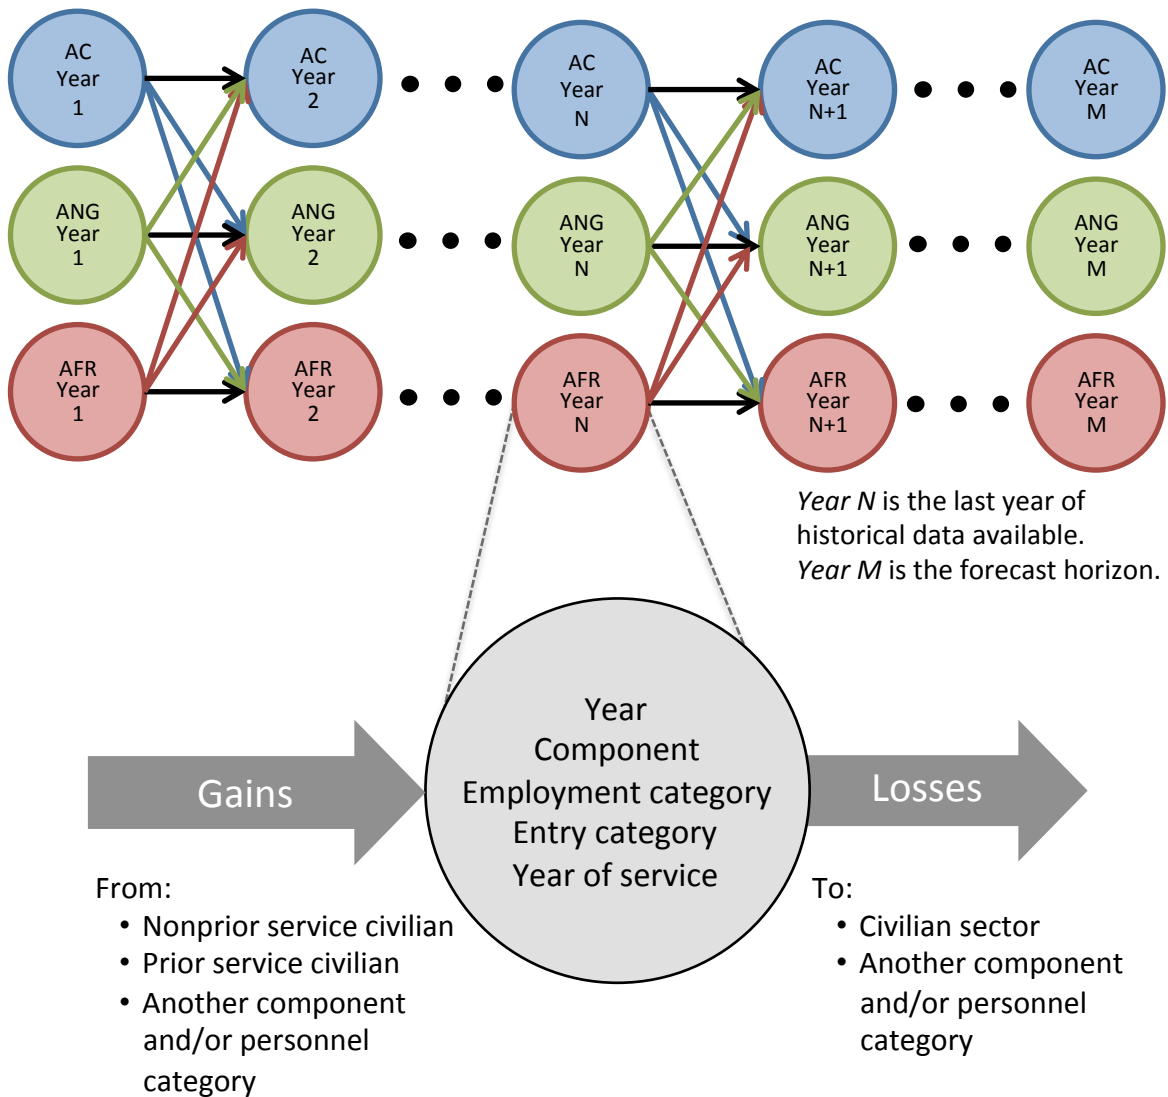 AC
Year
1
AC
Year
2
AC
Year
N
AC
Year
N+1
AC
Year
M
ANG
Year
1
ANG
Year
2
ANG
Year
N
ANG
Year
N+1
ANG
Year
M
AFR
Year
1
AFR
Year
2
AFR
Year
N
AFR
Year
N+1
AFR
Year
M
Year N is the last year of
historical data available.
Year M is the forecast horizon.
Year
Component
Employment category
Entry category
Year of service
Gains
Losses
From:
• Nonprior service civilian
• Prior service civilian
• Another component
and/or personnel
category
To:
• Civilian sector
• Another component
and/or personnel
category